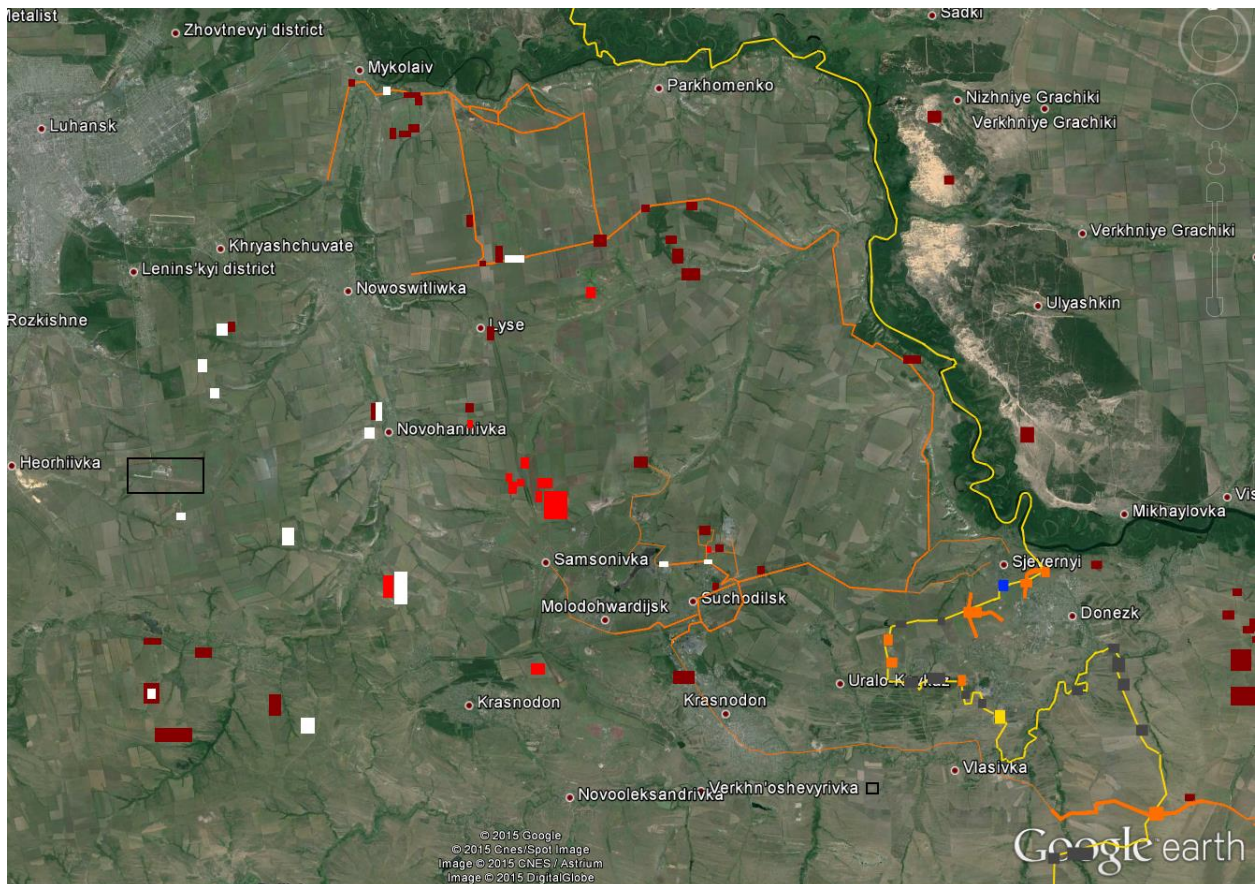 Metalist
Zhovtnevyi district
Sadki
Mykolaiv
Parkhomenko
Nizhniye Grachiki
Verkhniye Grachiki
Luhansk
Khryashchuvate
Verkhniye Grachiki
Lenins'kyi district
Nowoswitliwka
Ulyashkin
Rozkishne
Lyse
Novohannivka
Heorhiivka
Vis
Mikhaylovka
Samsonivka
Sjevernyi
Molodohwardijsk
Suchodilsk
Donezk
Krasnodon
Krasnodon
Vlasivka
Novooleksandrivka
Verkhn'oshevyrivka
© 2015 Google
© 2015 Cnes/Spot Image
Image © 2015 CNES / Astrium
Image © 2015 DigitalGlobe
Google earth